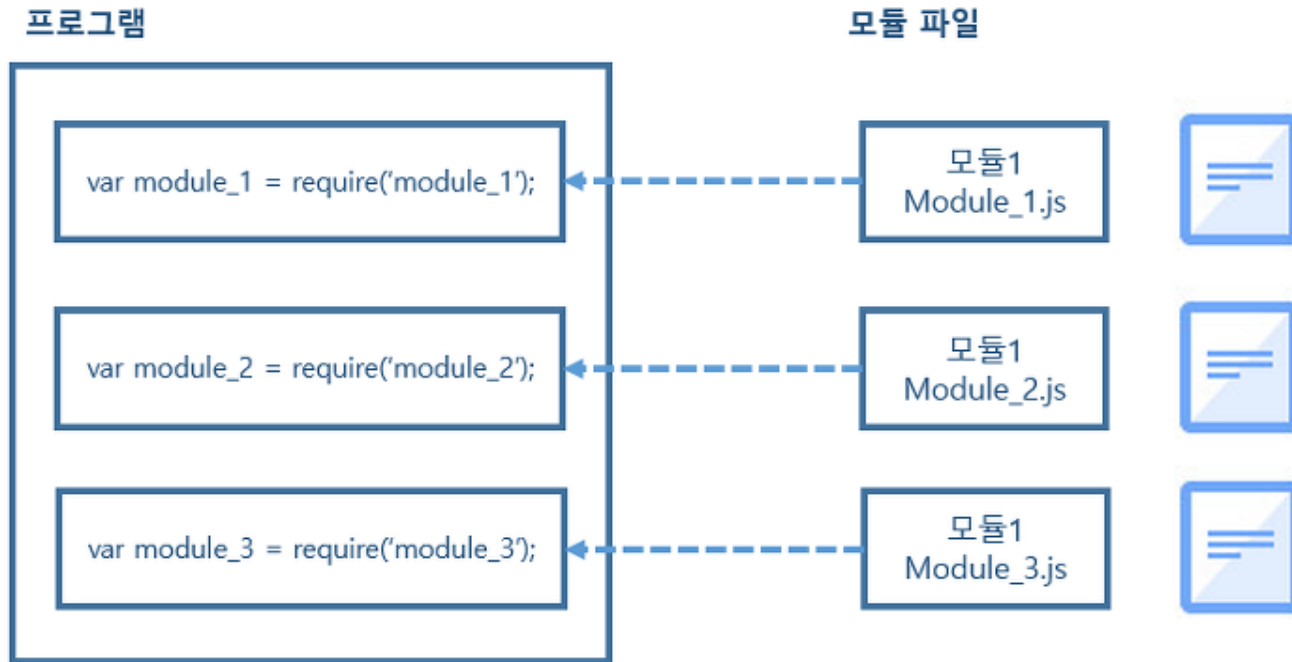 프로그램
모듈 파일
var module_1 = require('module_1');
모듈1
Module_1.js
var module_2 = require('module_2');
모듈1
Module_2.js
var module_3 = require('module_3');
모듈1
Module_3.js